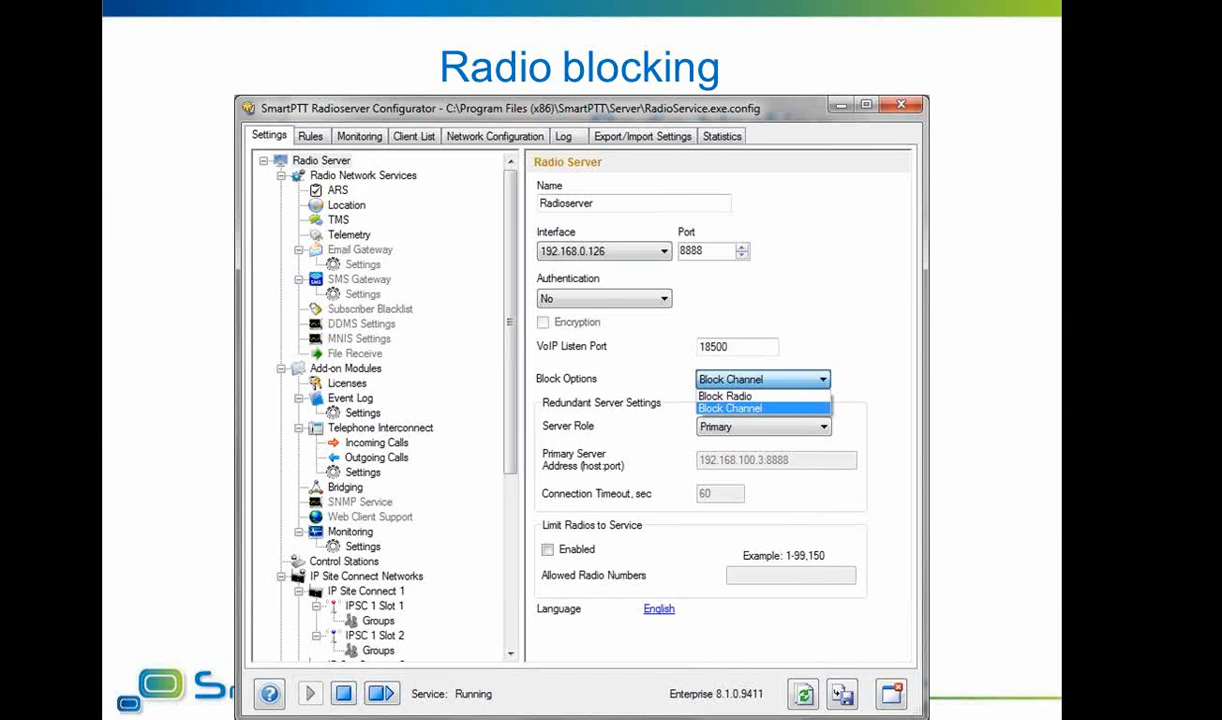 Radio blocking
SmartPTT Radioserver Configurator - C:\Program Files (x86)\SmartPTT\Server\RadioService.exe.config
Settings Rules Monitoring Client List Network Configuration Log Export/Import Settings Statistics
Radio Server
Radio Network Services
ARS
Location
TMS
Telemetry
Email Gateway
Settings
SMS Gateway
Settings
Subscriber Blacklist
DDMS Settings
MNIS Settings
File Receive
Add-on Modules
Licenses
Event Log
Settings
Telephone Interconnect
Incoming Calls
Outgoing Calls
Settings
Bridging
SNMP Service
Web Client Support
Monitoring
Settings
Control Stations
IP Site Connect Networks
IP Site Connect 1
IPSC 1 Slot 1
Groups
IPSC 1 Slot 2
Groups
Radio Server
Name
Radioserver
Interface Port
192.168.0.126 8888
Authentication
No
Encryption
VoIP Listen Port 18500
Block Options Block Channel
Block Radio
Block Channel
Redundant Server Settings
Server Role Primary
Primary Server
Address (host:port) 192.168.100.3:8888
Connection Timeout, sec 60
Limit Radios to Service
Enabled Example: 1-99,150
Allowed Radio Numbers
Language English
Service: Running Enterprise 8.1.0.9411